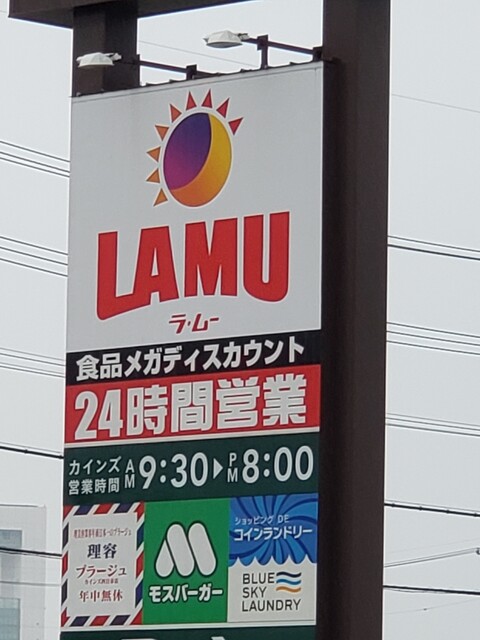 LAMU
ラ・ムー
食品メガディスカウント
24時間営業
カインズ
営業時間
AM 9:30▶PM 8:00
理容
プラージュ
年中無休
モスバーガー
ショッピング DE
コインランドリー
BLUE
SKY
LAUNDRY